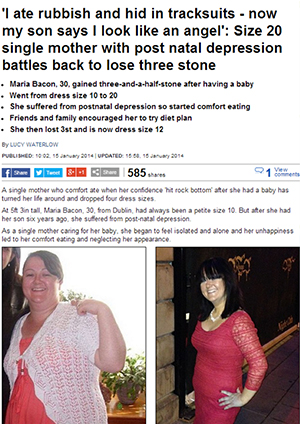 'I ate rubbish and hid in tracksuits - now
my son says I look like an angel': Size 20
single mother with post natal depression
battles back to lose three stone
Maria Bacon, 30, gained three-and-a-half-stone after having a baby
Went from dress size 10 to 20
She suffered from postnatal depression so started comfort eating
Friends and family encouraged her to try diet plan
She then lost 3st and is now dress size 12
By LUCY WATERLOW
PUBLISHED: 10:02, 15 January 2014 | UPDATED: 15:56, 15 January 2014
Share Tweet +1 Share 585 shares 1 View comments
A single mother who comfort ate when her confidence 'hit rock bottom' after she had a baby has
turned her life around and dropped four dress sizes.
At 5ft 3in tall, Maria Bacon, 30, from Dublin, had always been a petite size 10. But after she had
her son six years ago, she suffered from post-natal depression.
As a single mother caring for her baby, she began to feel isolated and alone and her unhappiness
led to her comfort eating and neglecting her appearance.